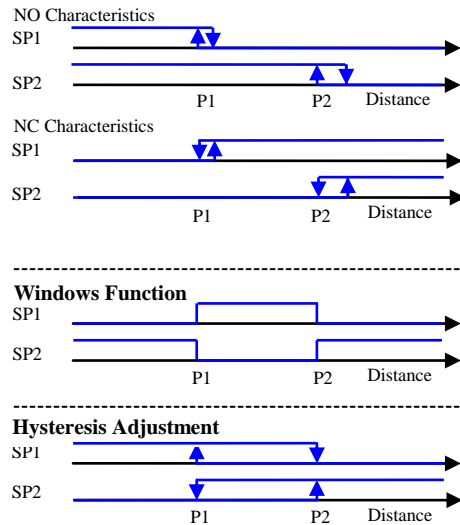 NO Characteristics
SP1
SP2
P1 P2 Distance
NC Characteristics
SP1
SP2
P1 P2 Distance
Windows Function
SP1
SP2
P1 P2 Distance
Hysteresis Adjustment
SP1
SP2
P1 P2 Distance